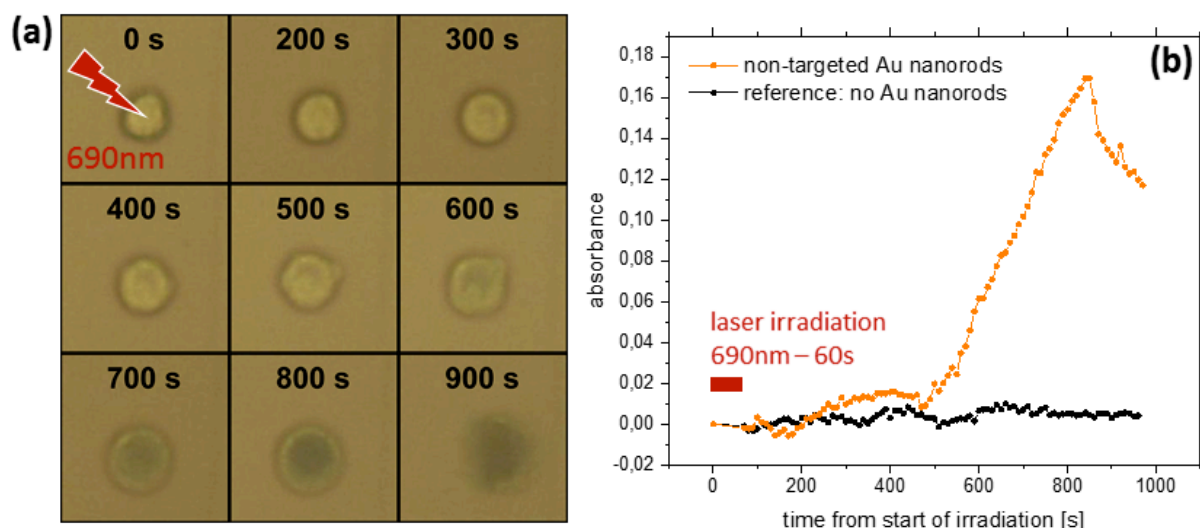 (a)
0 s
200 s
300 s
690nm
400 s
500 s
600 s
700 s
800 s
900 s
(b)
0,18
0,16
0,14
0,12
0,10
0,08
0,06
0,04
0,02
0,00
-0,02
absorbance
non-targeted Au nanorods
reference: no Au nanorods
laser irradiation
690nm – 60s
0 200 400 600 800 1000
time from start of irradiation [s]